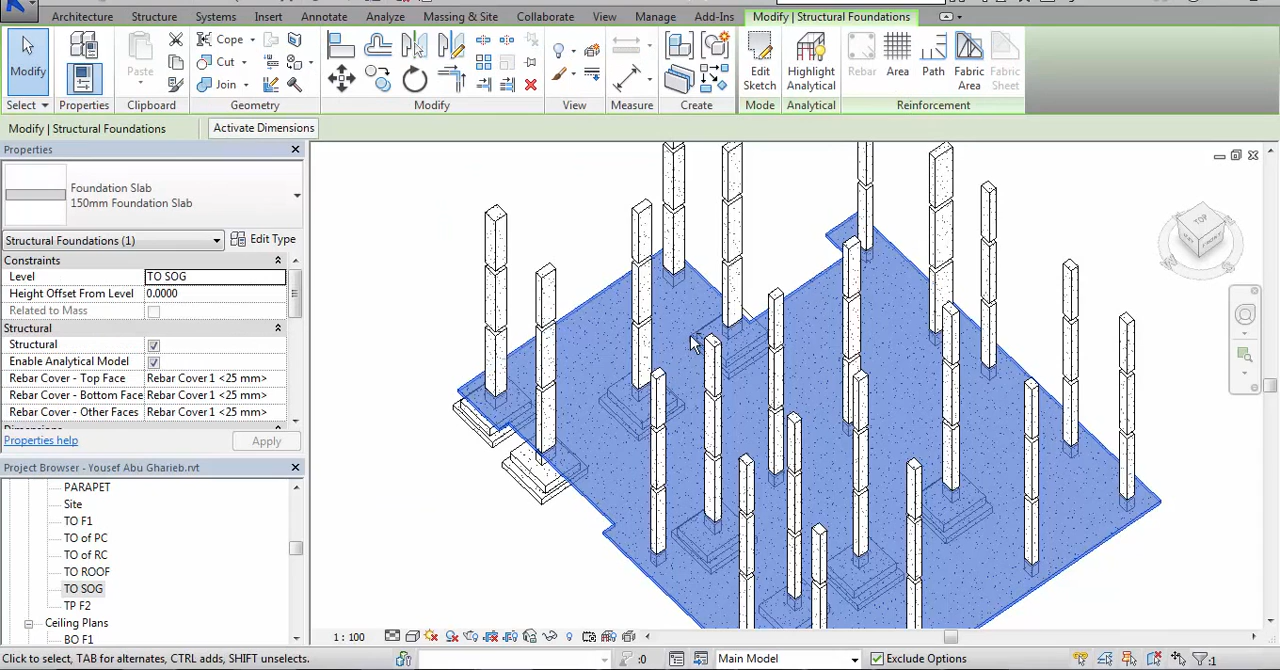 Architecture Structure Systems Insert Annotate Analyze Massing & Site Collaborate View Manage Add-Ins Modify | Structural Foundations
Modify
Paste
Cope
Cut
Join
Edit Sketch
Highlight Analytical
Rebar
Area
Path
Fabric Area
Fabric Sheet
Select Properties Clipboard Geometry Modify View Measure Create Mode Analytical Reinforcement
Modify | Structural Foundations Activate Dimensions
Properties
Foundation Slab
150mm Foundation Slab
Structural Foundations (1) Edit Type
Constraints
Level TO SOG
Height Offset From Level 0.0000
Related to Mass
Structural
Structural
Enable Analytical Model
Rebar Cover - Top Face Rebar Cover 1 <25 mm>
Rebar Cover - Bottom Face Rebar Cover 1 <25 mm>
Rebar Cover - Other Faces Rebar Cover 1 <25 mm>
Properties help Apply
Project Browser - Yousef Abu Gharieb.rvt
PARAPET
Site
TO F1
TO of PC
TO of RC
TO ROOF
TO SOG
TP F2
Ceiling Plans
BO F1
TOP
FRONT
1 : 100
Click to select, TAB for alternates, CTRL adds, SHIFT unselects. :0 Main Model Exclude Options :1